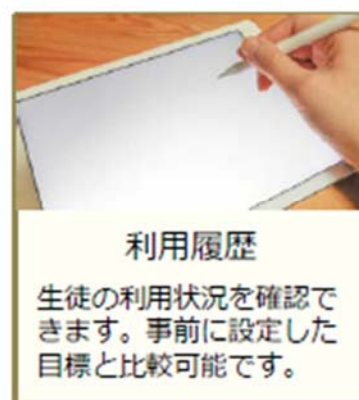 利用履歴
生徒の利用状況を確認で
きます。事前に設定した
目標と比較可能です。